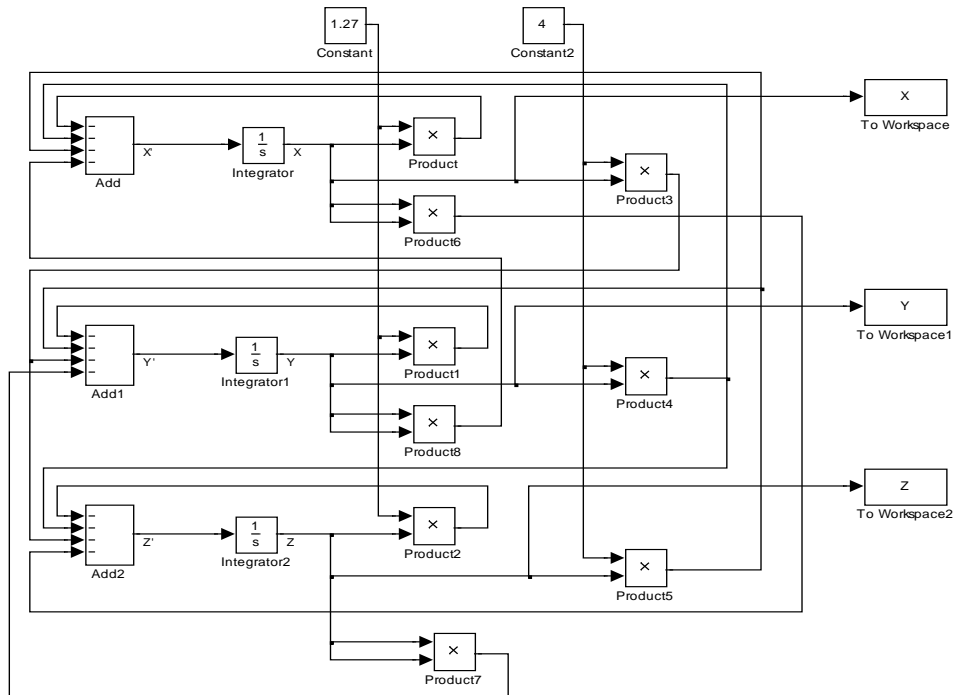 1.27
4
Constant
Constant2
X
To Workspace
−
−
−
−
X'
1
s
X
×
Add
Integrator
Product
×
Product3
×
Product6
Y
To Workspace1
−
−
−
−
Y'
1
s
Y
×
Add1
Integrator1
Product1
×
Product4
×
Product8
Z
To Workspace2
−
−
−
−
Z'
1
s
Z
×
Add2
Integrator2
Product2
×
Product5
×
Product7